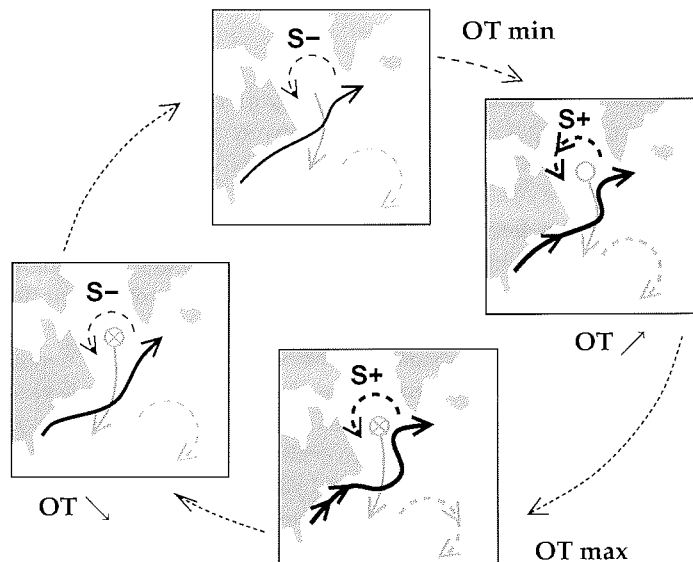 S−
OT min
S+
S−
OT ↗
S+
OT ↘
OT max